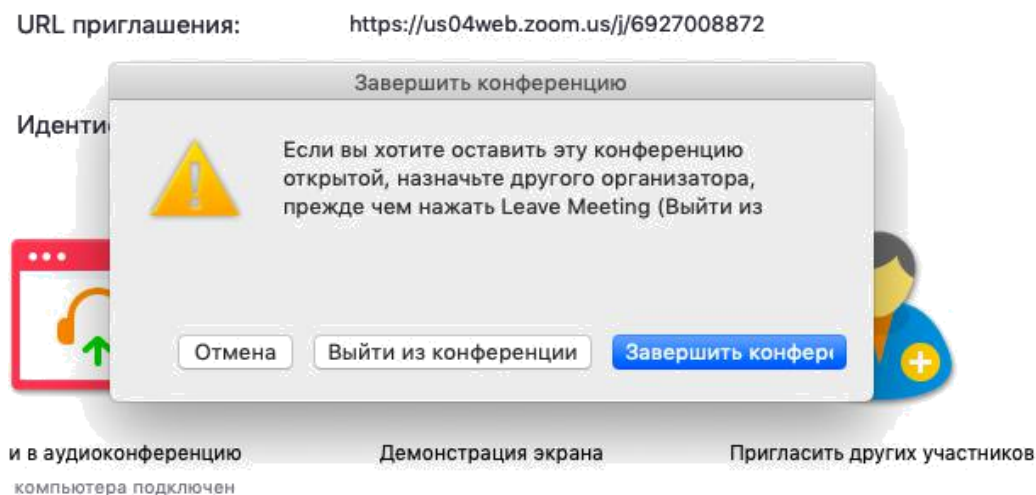 URL приглашения: https://us04web.zoom.us/j/6927008872
Завершить конференцию
Если вы хотите оставить эту конференцию
открытой, назначьте другого организатора,
прежде чем нажать Leave Meeting (Выйти из
Отмена Выйти из конференции Завершить
и в аудиоконференцию Демонстрация экрана Пригласить других участников
компьютера подключен